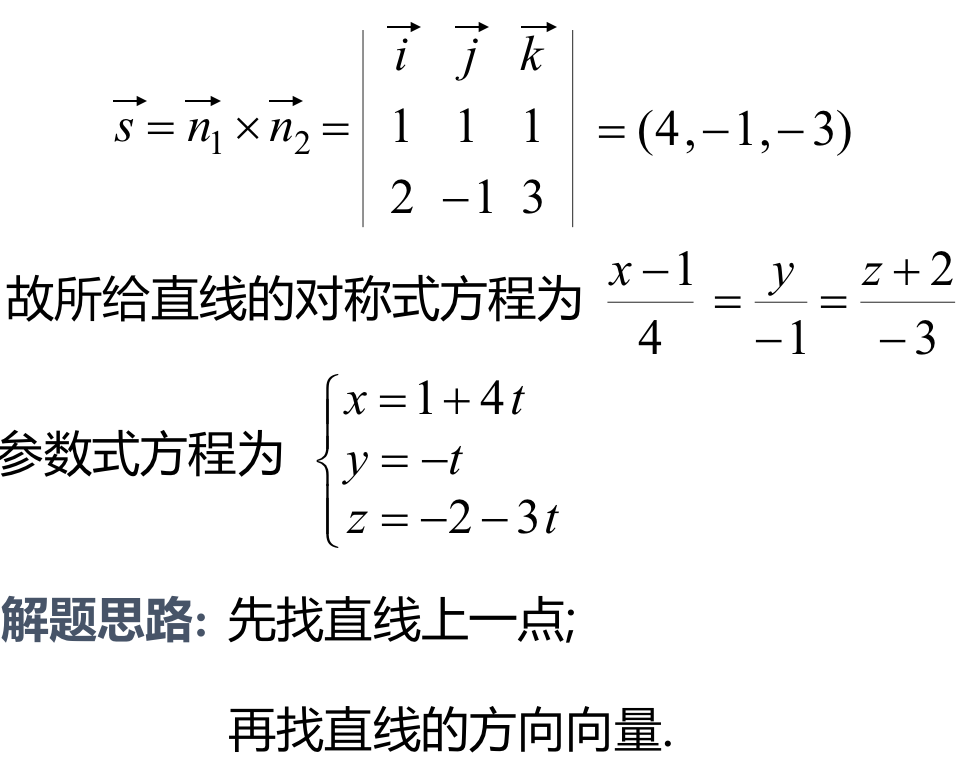 $\vec{s} = \vec{n_1} \times \vec{n_2} = \begin{vmatrix} \vec{i} & \vec{j} & \vec{k} \\ 1 & 1 & 1 \\ 2 & -1 & 3 \end{vmatrix} = (4,-1,-3)$
故所给直线的对称式方程为 $\frac{x-1}{4} = \frac{y}{-1} = \frac{z+2}{-3}$
参数式方程为 $\begin{cases} x = 1+4t \\ y = -t \\ z = -2-3t \end{cases}$
解题思路: 先找直线上一点;
再找直线的方向向量.